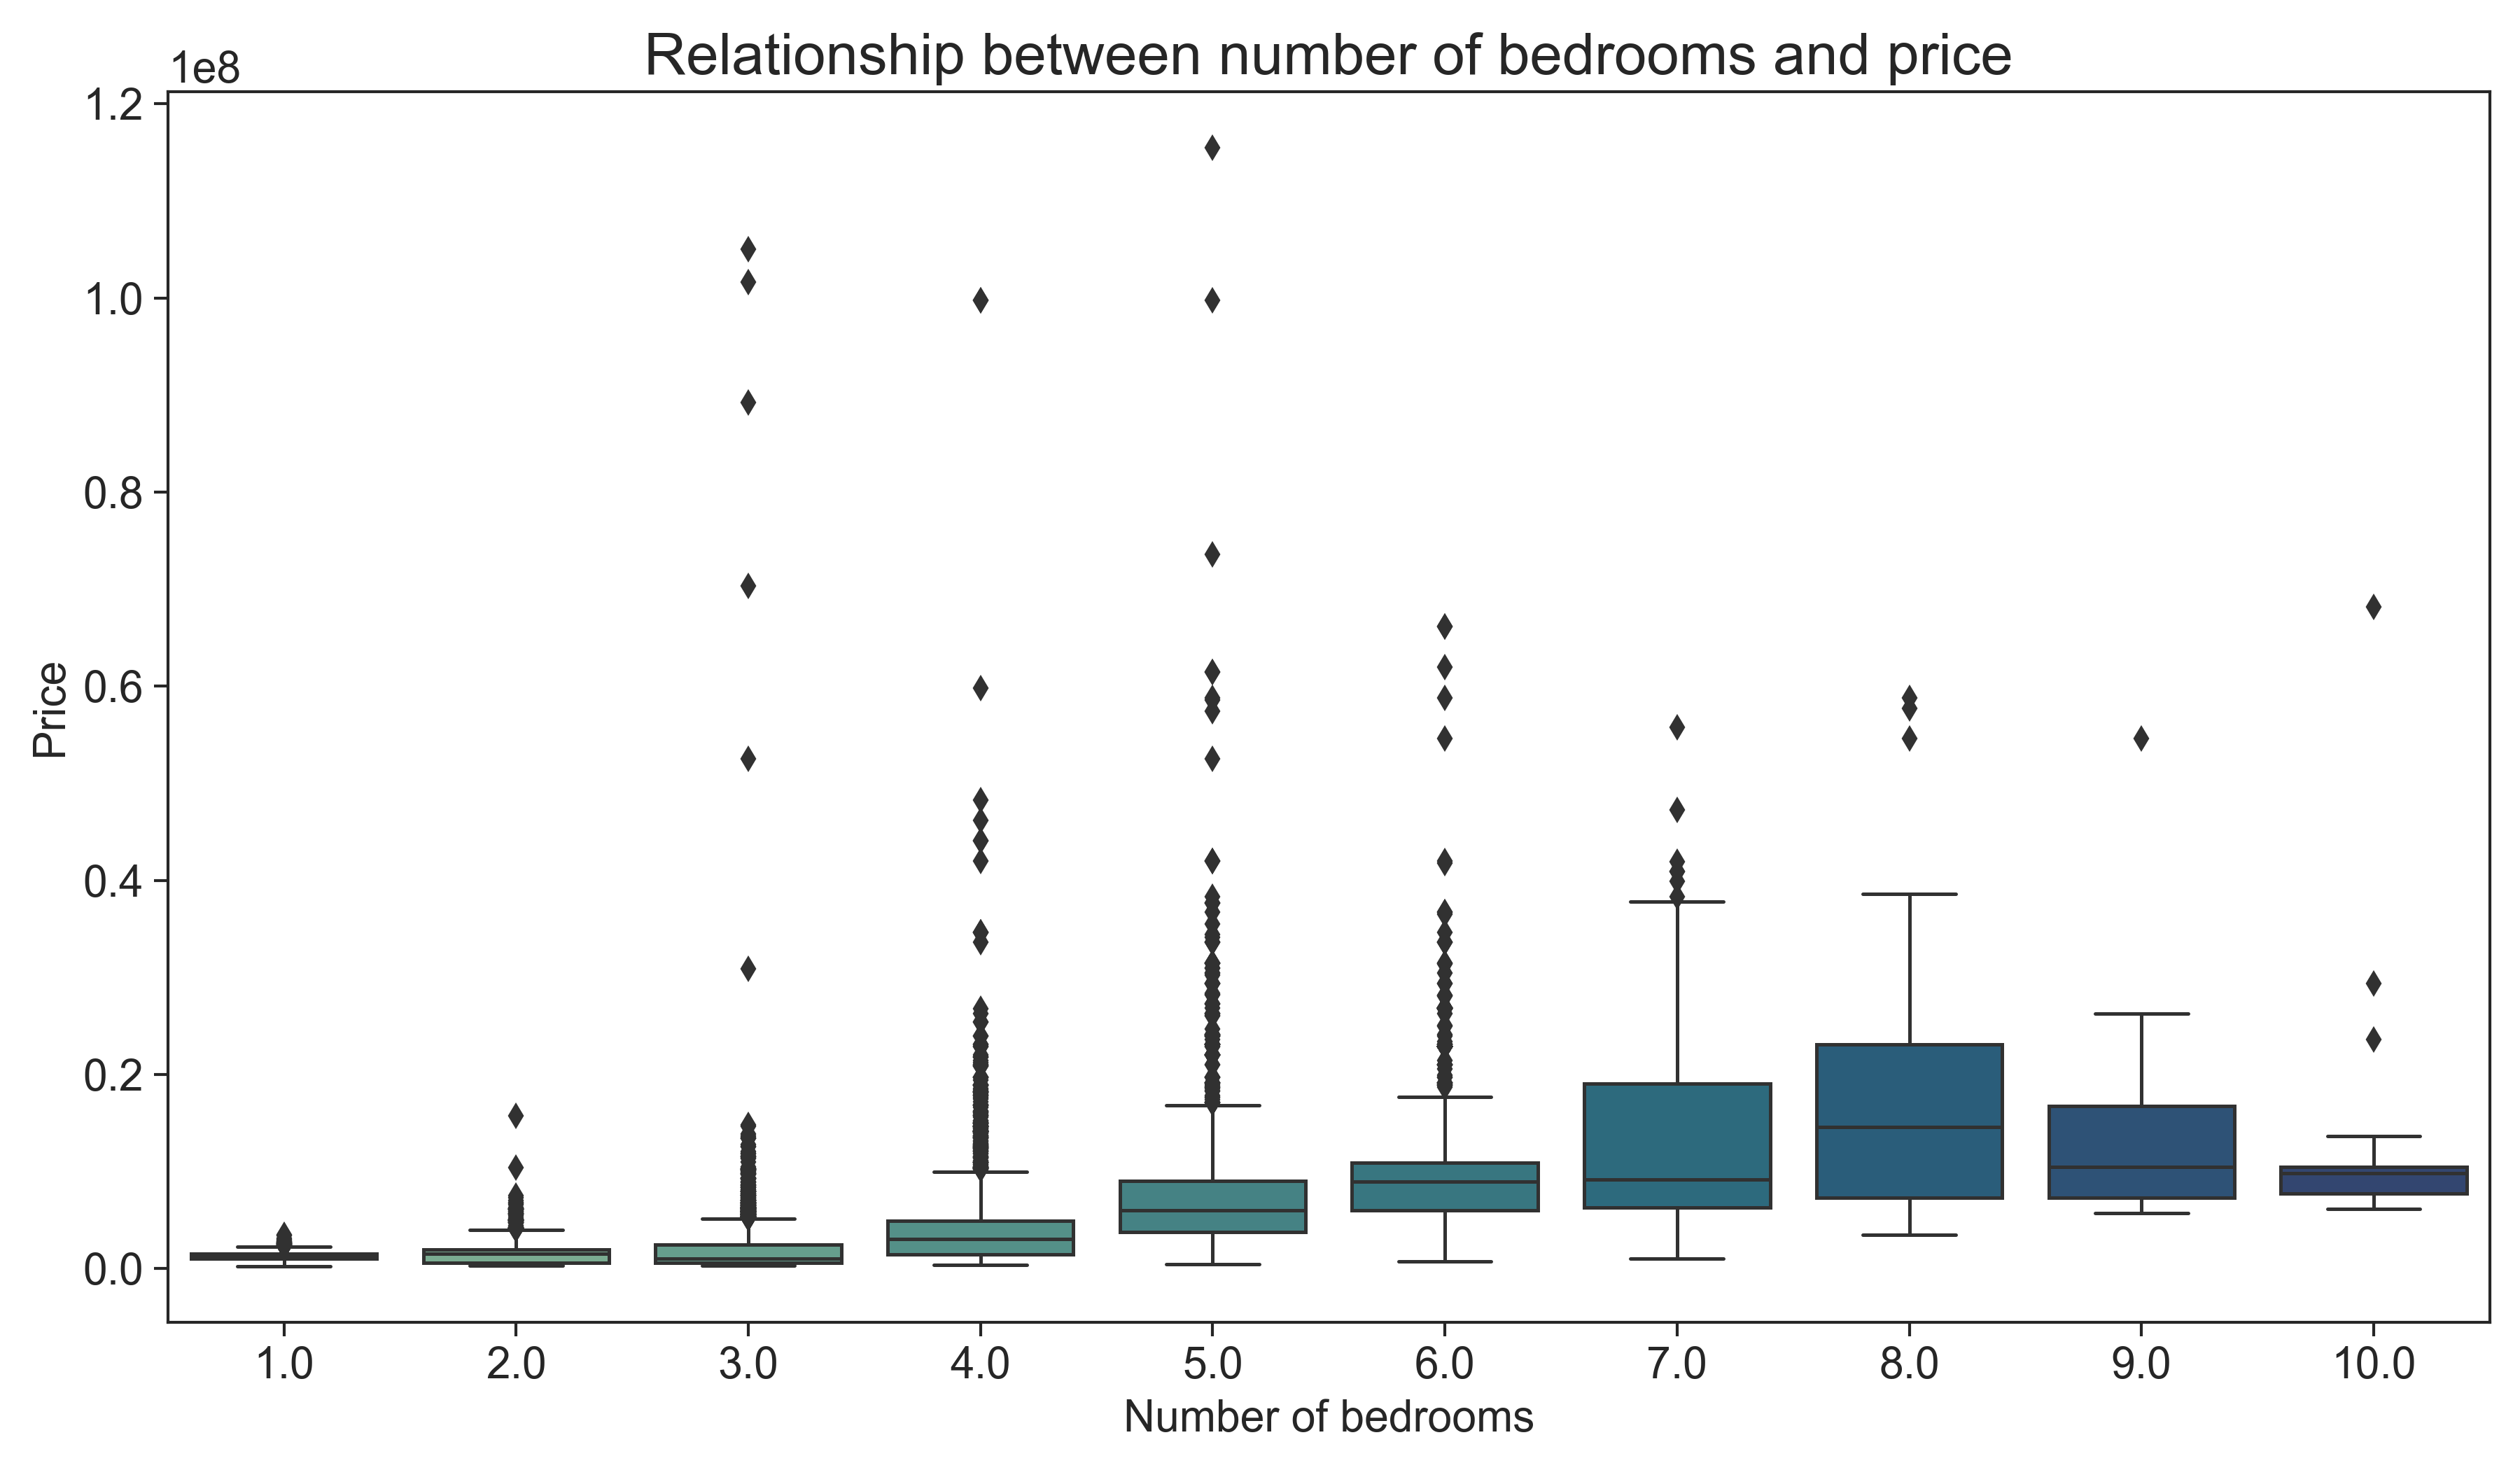 Relationship between number of bedrooms and price
1e8
1.2
1.0
0.8
0.6
0.4
0.2
0.0
Price
1.0 2.0 3.0 4.0 5.0 6.0 7.0 8.0 9.0 10.0
Number of bedrooms